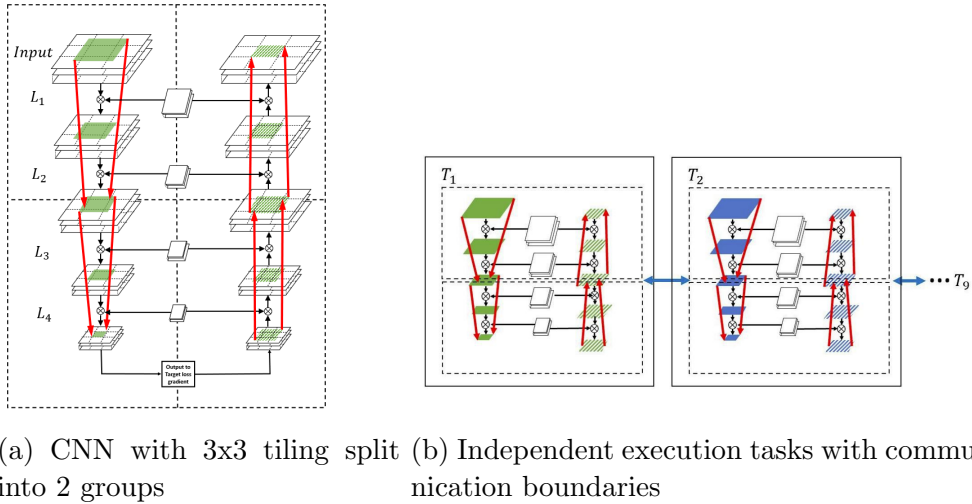 Input
L1
L2
L3
L4
Output to
Target loss
gradient
T1
T2
••• T9
(a) CNN with 3x3 tiling split
into 2 groups
(b) Independent execution tasks with commu
nication boundaries